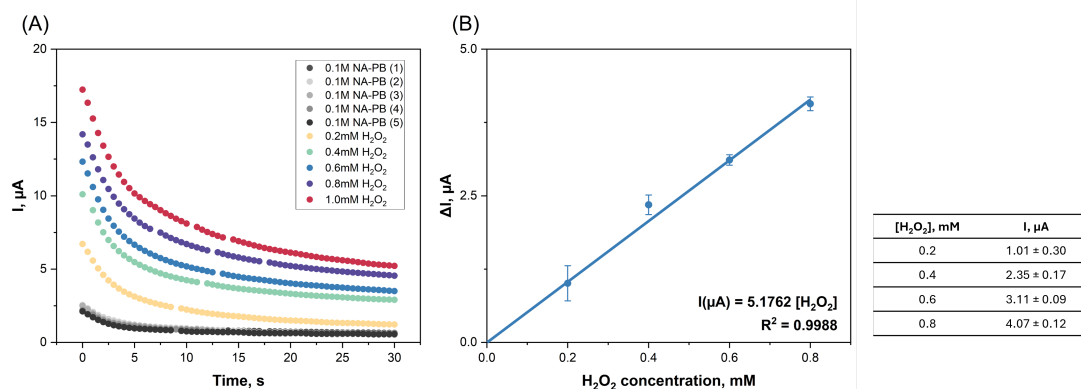 (A)
20
15
10
5
0
I, µA
0
5
10
15
20
25
30
Time, s
0.1M NA-PB (1)
0.1M NA-PB (2)
0.1M NA-PB (3)
0.1M NA-PB (4)
0.1M NA-PB (5)
0.2mM H₂O₂
0.4mM H₂O₂
0.6mM H₂O₂
0.8mM H₂O₂
1.0mM H₂O₂
(B)
5.0
2.5
0.0
ΔI, µA
0.0
0.2
0.4
0.6
0.8
H₂O₂ concentration, mM
I(µA) = 5.1762 [H₂O₂]
R² = 0.9988
[H₂O₂], mM I, µA
0.2 1.01 ± 0.30
0.4 2.35 ± 0.17
0.6 3.11 ± 0.09
0.8 4.07 ± 0.12